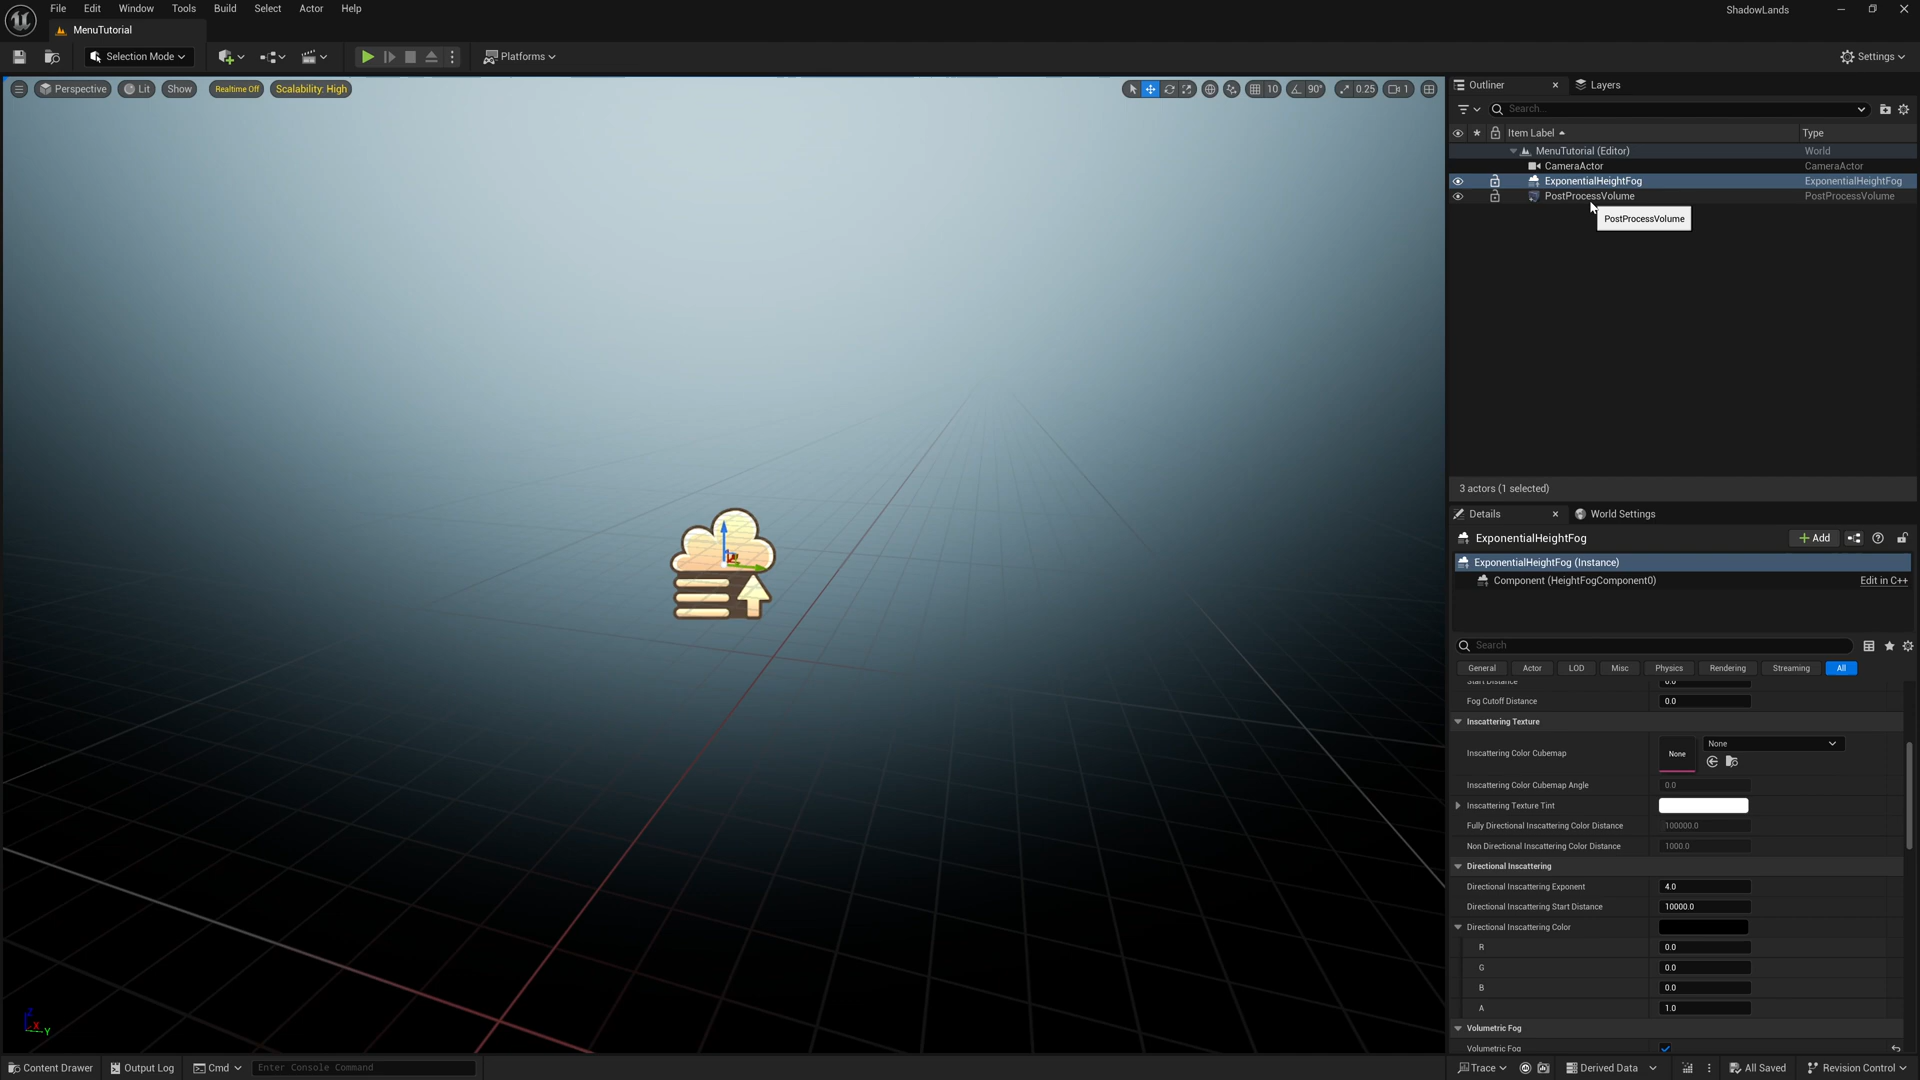 File Edit Window Tools Build Select Actor Help
ShadowLands
MenuTutorial
Selection Mode
Platforms
Settings
Perspective Lit Show Realtime Off Scalability: High
10 90° 0.25 1
Outliner Layers
Search...
Item Label Type
MenuTutorial (Editor) World
CameraActor CameraActor
ExponentialHeightFog ExponentialHeightFog
PostProcessVolume PostProcessVolume
PostProcessVolume
3 actors (1 selected)
Details World Settings
ExponentialHeightFog Add
ExponentialHeightFog (Instance)
Component (HeightFogComponent0) Edit in C++
Search
General Actor LOD Misc Physics Rendering Streaming All
Start Distance 0.0
Fog Cutoff Distance 0.0
Inscattering Texture
Inscattering Color Cubemap None None
Inscattering Color Cubemap Angle 0.0
Inscattering Texture Tint
Fully Directional Inscattering Color Distance 100000.0
Non Directional Inscattering Color Distance 1000.0
Directional Inscattering
Directional Inscattering Exponent 4.0
Directional Inscattering Start Distance 10000.0
Directional Inscattering Color
R 0.0
G 0.0
B 0.0
A 1.0
Volumetric Fog
Volumetric Fog
Z
X
Y
Content Drawer Output Log Cmd Enter Console Command Trace Derived Data All Saved Revision Control